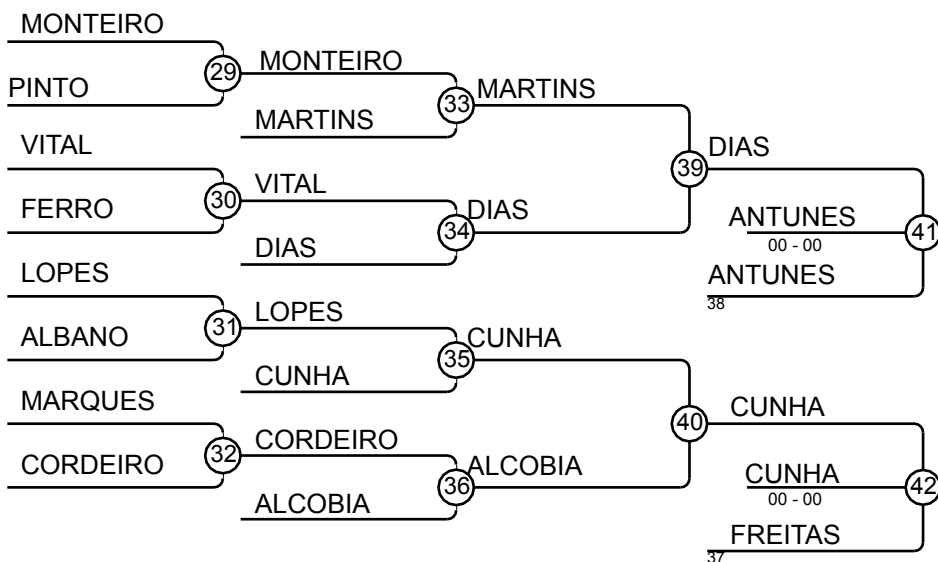 MONTEIRO
PINTO
29
MONTEIRO
MARTINS
33
MARTINS
VITAL
FERRO
30
VITAL
DIAS
34
DIAS
39
DIAS
ANTUNES
00 - 00
ANTUNES
38
41
LOPES
ALBANO
31
LOPES
CUNHA
35
CUNHA
MARQUES
CORDEIRO
32
CORDEIRO
ALCOBIA
36
ALCOBIA
40
CUNHA
CUNHA
00 - 00
FREITAS
37
42